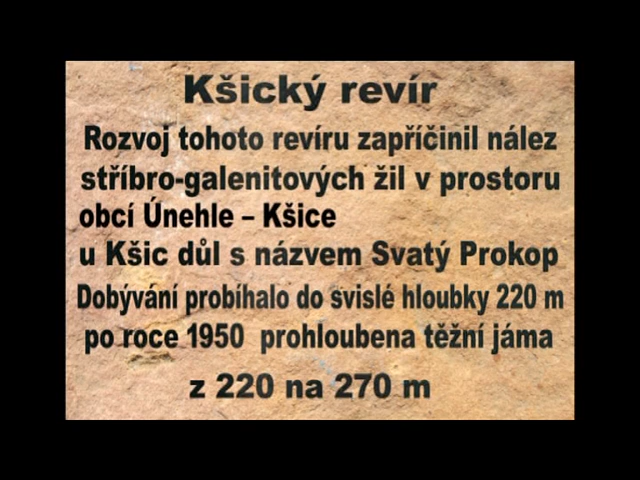 Kšický revír
Rozvoj tohoto revíru zapříčinil nález
stříbro-galenitových žil v prostoru
obcí Únehle – Kšice
u Kšic důl s názvem Svatý Prokop
Dobývání probíhalo do svislé hloubky 220 m
po roce 1950 prohloubena těžní jáma
z 220 na 270 m